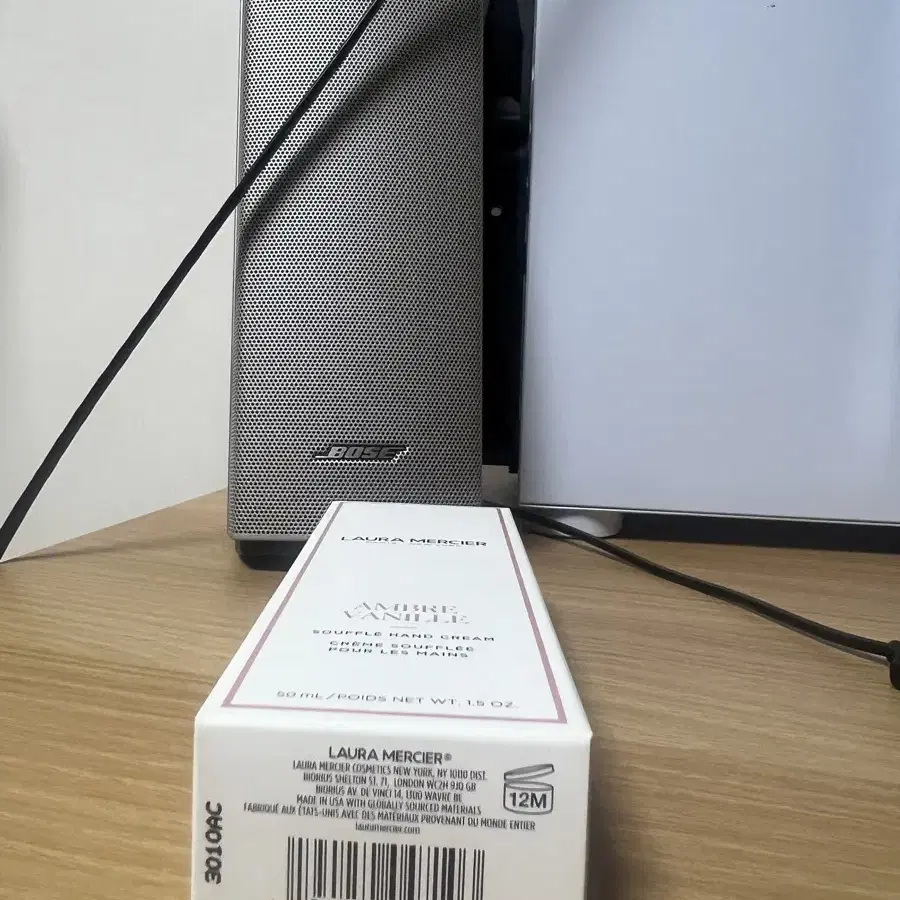 BOSE
LAURA MERCIER
AMBRE
VANILLE
SOUFFLÉ HAND CREAM
CRÈME SOUFFLÉE
POUR LES MAINS
50 mL / POIDS NET WT. 1.5 OZ.
LAURA MERCIER®
LAURA MERCIER COSMETICS NEW YORK, NY 10110 DIST.
BIORIUS SHELTON ST. 71, LONDON WC2H 9JQ GB
BIORIUS AV. DE VINCI 14, 1300 WAVRE BE
MADE IN USA WITH GLOBALLY SOURCED MATERIALS
FABRIQUÉ AUX ÉTATS-UNIS AVEC DES MATÉRIAUX PROVENANT DU MONDE ENTIER
lauramercier.com
12M
3010AC